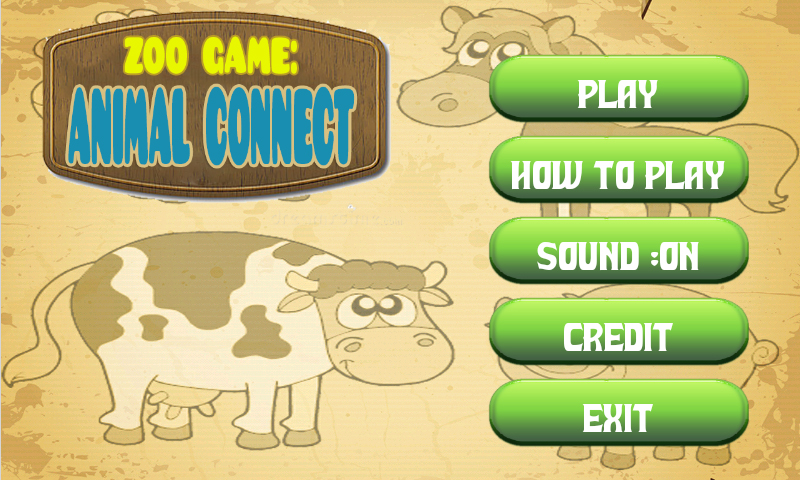 ZOO GAME:
ANIMAL CONNECT
PLAY
HOW TO PLAY
SOUND :ON
CREDIT
EXIT